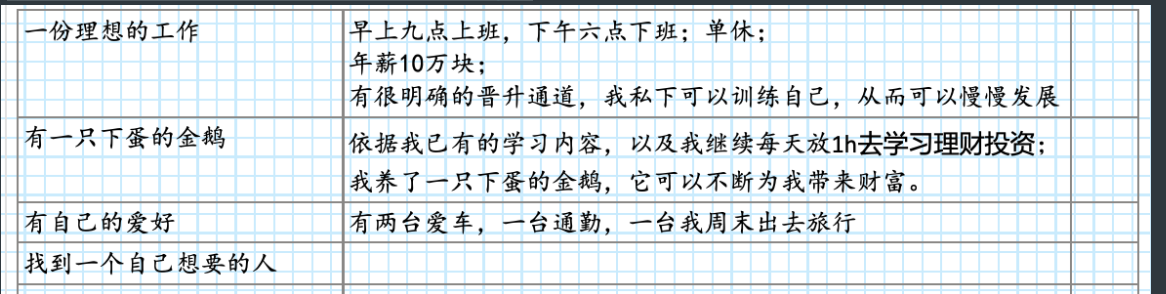 一份理想的工作
早上九点上班，下午六点下班；单休；
年薪10万块；
有很明确的晋升通道，我私下可以训练自己，从而可以慢慢发展
有一只下蛋的金鹅
依据我已有的学习内容，以及我继续每天放1h去学习理财投资；
我养了一只下蛋的金鹅，它可以不断为我带来财富。
有自己的爱好
有两台爱车，一台通勤，一台我周末出去旅行
找到一个自己想要的人